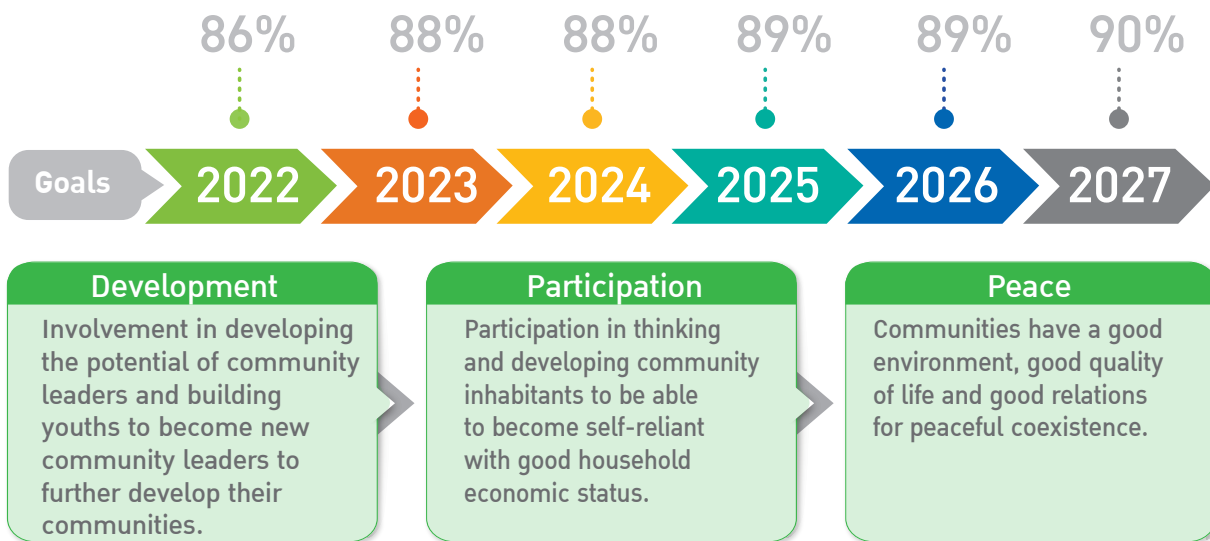 86% 88% 88% 89% 89% 90%
Goals 2022 2023 2024 2025 2026 2027
Development
Involvement in developing
the potential of community
leaders and building
youths to become new
community leaders to
further develop their
communities.
Participation
Participation in thinking
and developing community
inhabitants to be able
to become self-reliant
with good household
economic status.
Peace
Communities have a good
environment, good quality
of life and good relations
for peaceful coexistence.